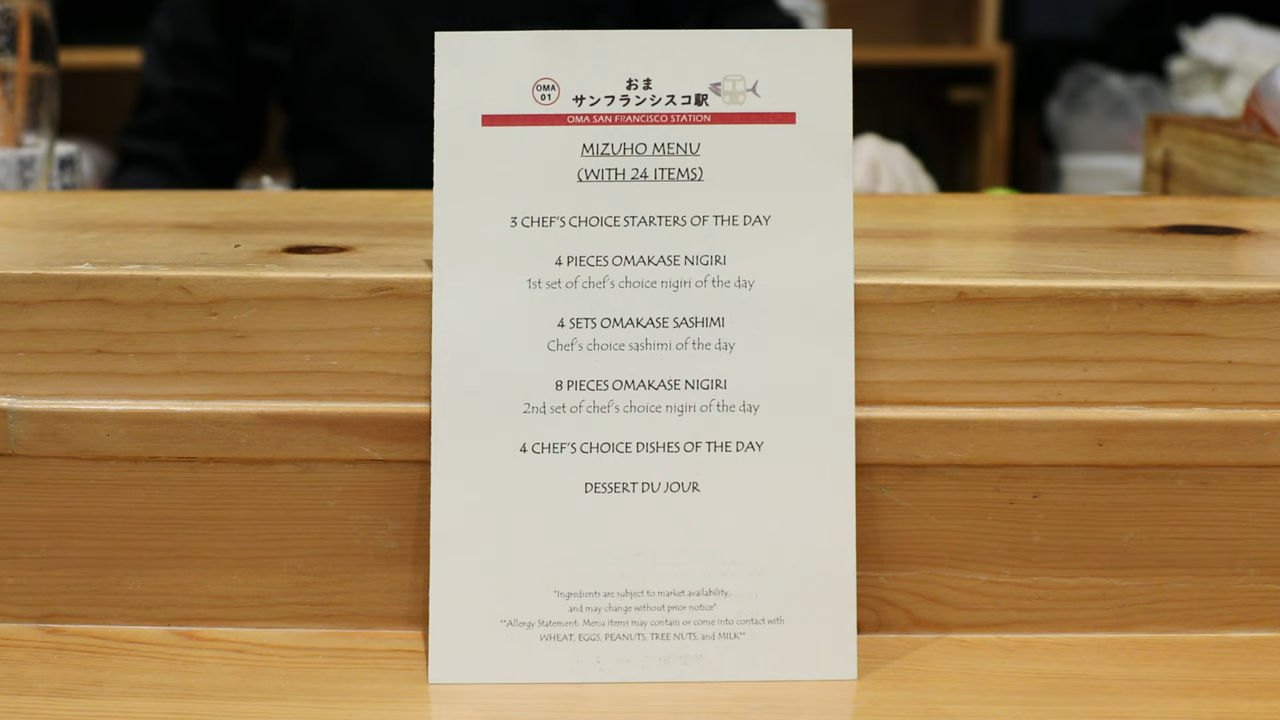 OMA
01
おま
サンフランシスコ駅
OMA SAN FRANCISCO STATION
MIZUHO MENU
(WITH 24 ITEMS)
3 CHEF'S CHOICE STARTERS OF THE DAY
4 PIECES OMAKASE NIGIRI
1st set of chef's choice nigiri of the day
4 SETS OMAKASE SASHIMI
Chef's choice sashimi of the day
8 PIECES OMAKASE NIGIRI
2nd set of chef's choice nigiri of the day
4 CHEF'S CHOICE DISHES OF THE DAY
DESSERT DU JOUR
"Ingredients are subject to market availability,
and may change without prior notice"
**Allergy Statement: Menu items may contain or come into contact with
WHEAT, EGGS, PEANUTS, TREE NUTS, and MILK**